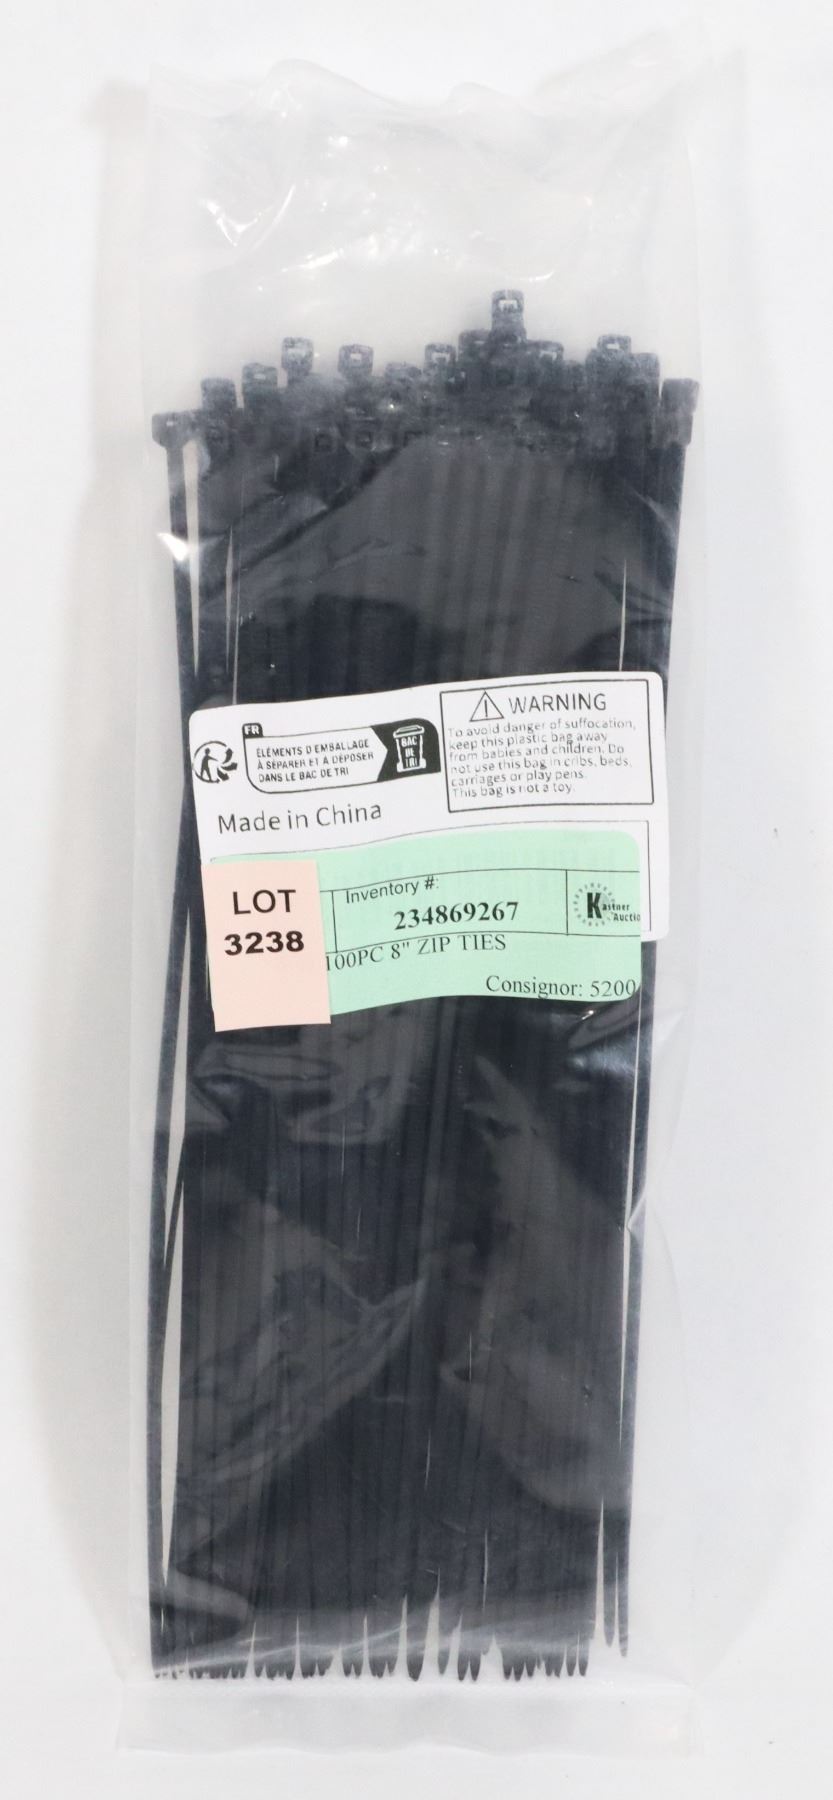 FR
ÉLÉMENTS D'EMBALLAGE
À SÉPARER ET À DÉPOSER
DANS LE BAC DE TRI
BAC
DE
TRI
WARNING
To avoid danger of suffocation,
keep this plastic bag away
from babies and children. Do
not use this bag in cribs, beds,
carriages or play pens.
This bag is not a toy.
Made in China
LOT
3238
Inventory #:
234869267
Kastner
Auctio
100PC 8" ZIP TIES
Consignor: 5200